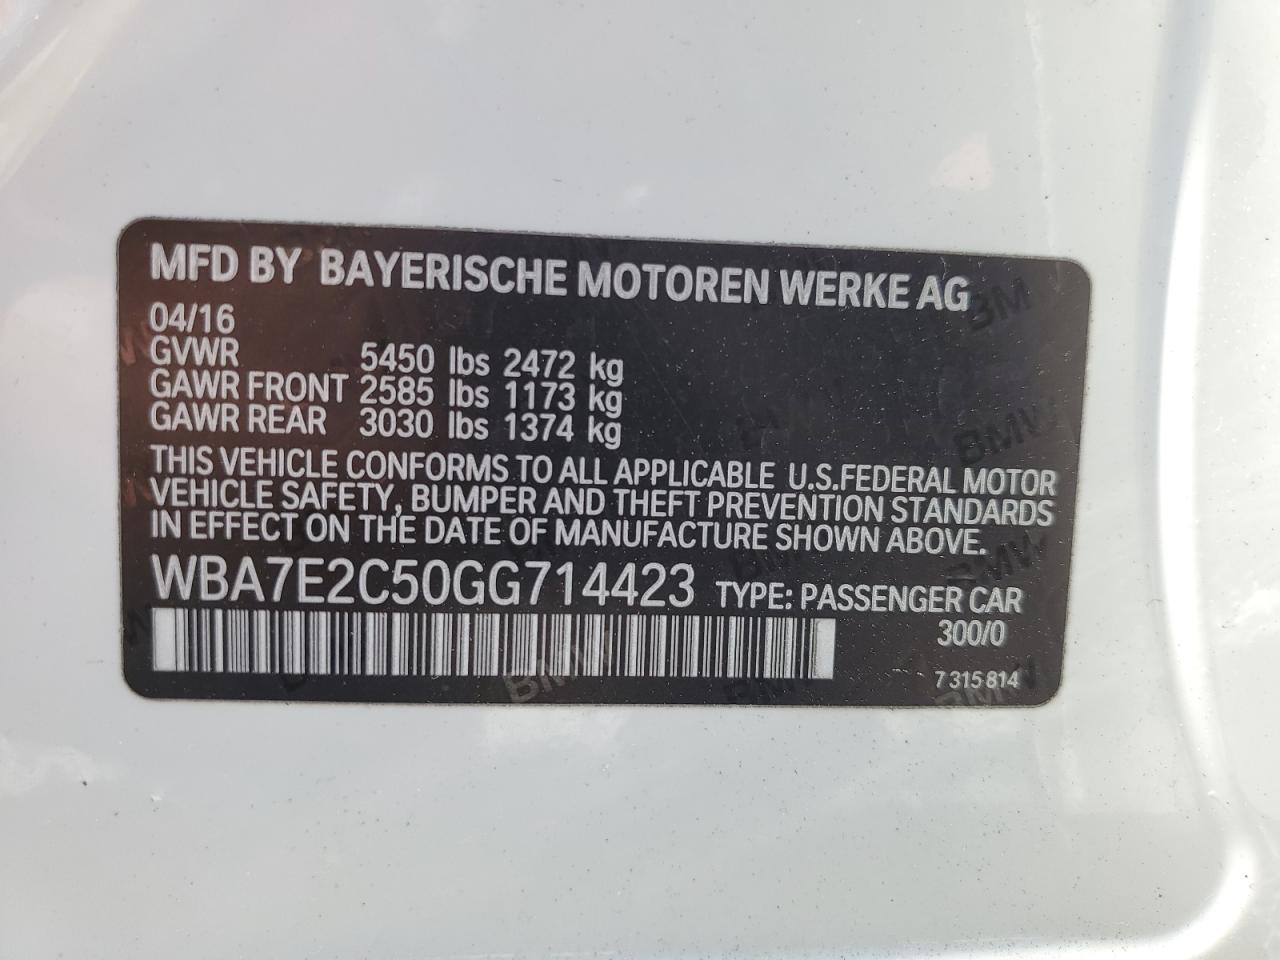 MFD BY BAYERISCHE MOTOREN WERKE AG
04/16
GVWR 5450 lbs 2472 kg
GAWR FRONT 2585 lbs 1173 kg
GAWR REAR 3030 lbs 1374 kg
THIS VEHICLE CONFORMS TO ALL APPLICABLE U.S.FEDERAL MOTOR
VEHICLE SAFETY, BUMPER AND THEFT PREVENTION STANDARDS
IN EFFECT ON THE DATE OF MANUFACTURE SHOWN ABOVE.
WBA7E2C50GG714423 TYPE: PASSENGER CAR
300/0
7 315 814